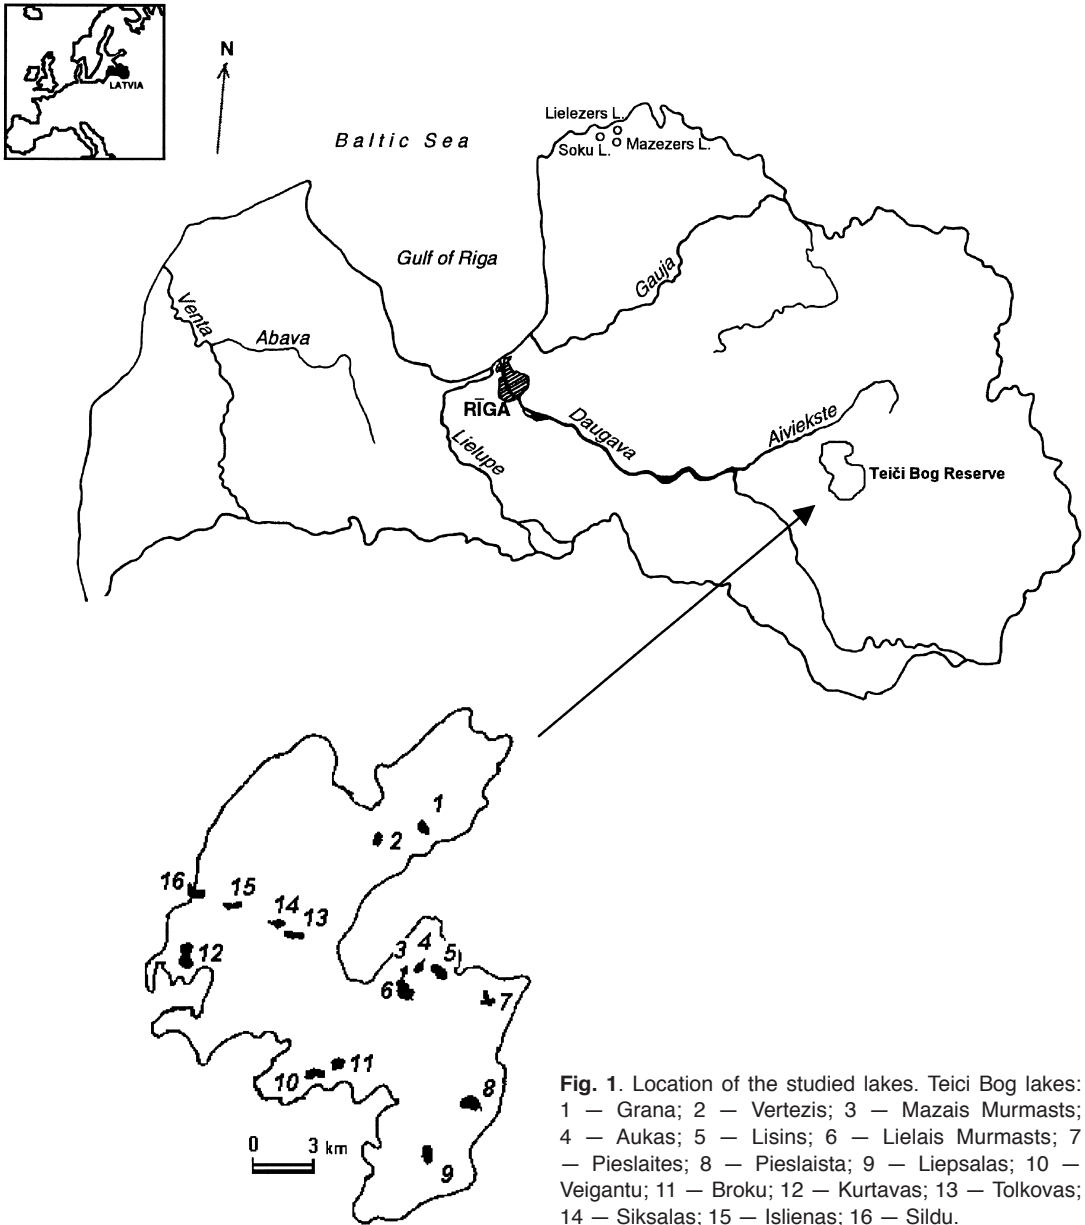 LATVIA
N
Baltic Sea
Lielezers L.
Soku L.
Mazezers L.
Gulf of Riga
Gauja
Venta
Abava
RĪGA
Daugava
Lielupe
Aiviekste
Teiči Bog Reserve
1
2
16
15
14
13
12
3
4
5
6
7
11
10
8
9
0 3 km
Fig. 1. Location of the studied lakes. Teici Bog lakes:
1 — Grana; 2 — Vertezis; 3 — Mazais Murmasts;
4 — Aukas; 5 — Lisins; 6 — Lielais Murmasts; 7
— Pieslaites; 8 — Pieslaista; 9 — Liepsalas; 10 —
Veigantu; 11 — Broku; 12 — Kurtavas; 13 — Tolkovas;
14 — Siksalas; 15 — Islienas; 16 — Sildu.